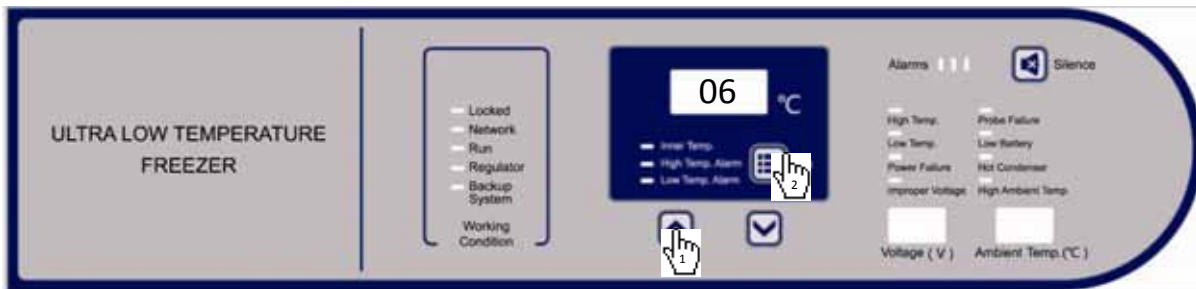 ULTRA LOW TEMPERATURE
FREEZER
Locked
Network
Run
Regulator
Backup
System
Working
Condition
06
°C
Inner Temp.
High Temp. Alarm
Low Temp. Alarm
2
1
Alarms
Silence
High Temp.
Probe Failure
Low Temp.
Low Battery
Power Failure
Hot Condenser
Improper Voltage
High Ambient Temp
Voltage ( V )
Ambient Temp.(℃ )